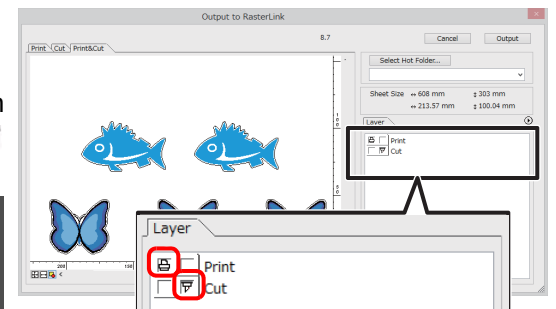 Output to RasterLink
8.7
Cancel
Output
Print
Cut
Print&Cut
Select Hot Folder...
Sheet Size
608 mm
303 mm
213.57 mm
100.04 mm
Layer
Print
Cut
200
Layer
Print
Cut